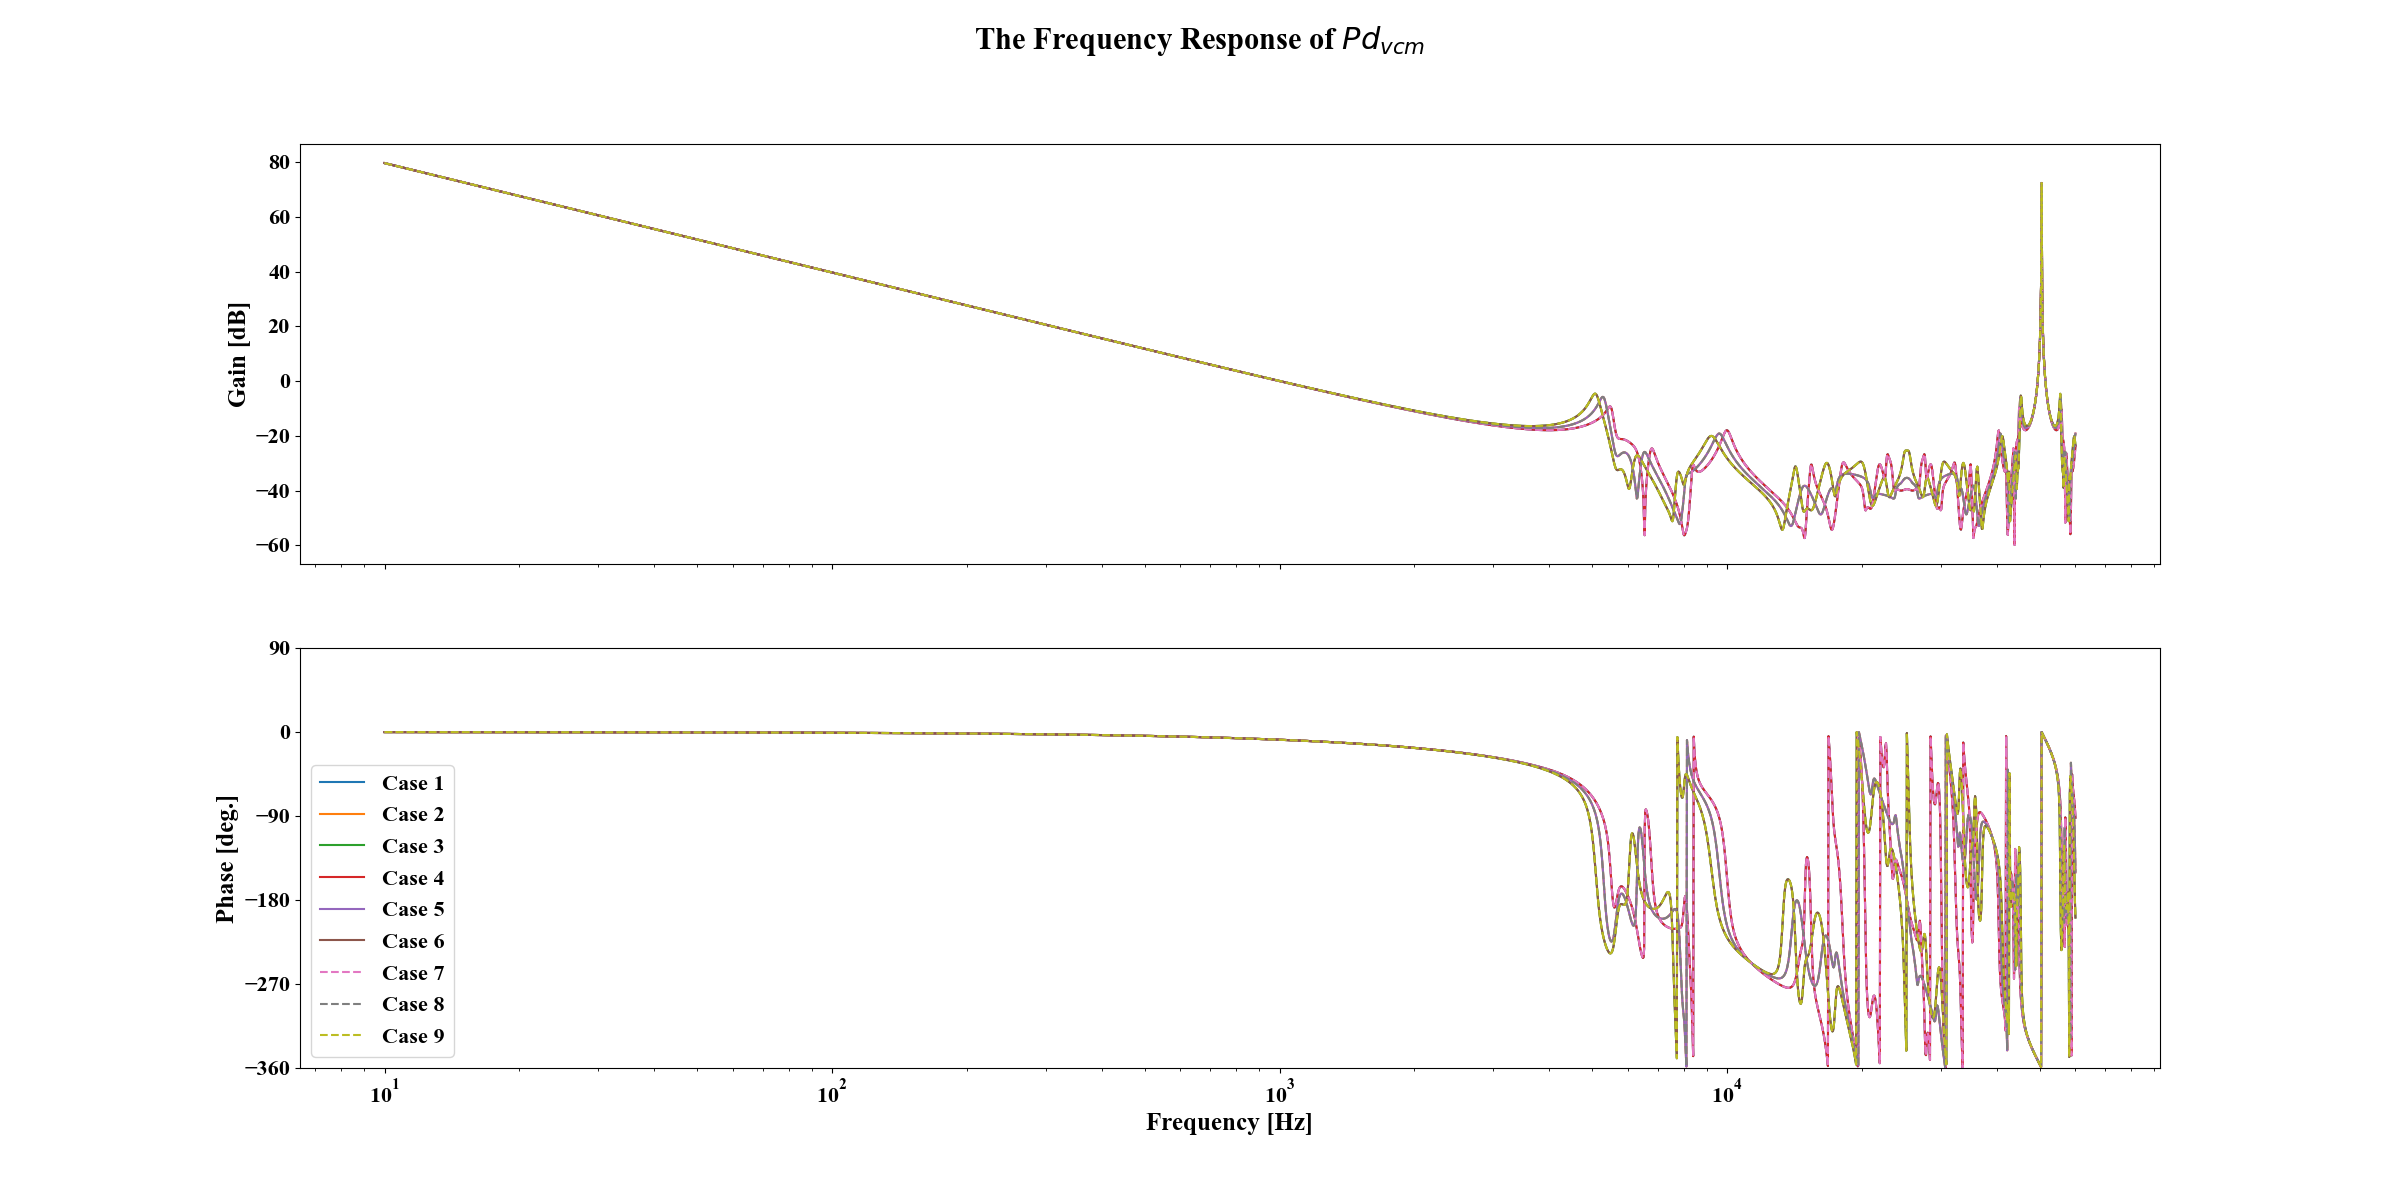 The Frequency Response of Pd_vcm
80
60
40
20
0
−20
−40
−60
Gain [dB]
90
0
−90
−180
−270
−360
Phase [deg.]
Case 1
Case 2
Case 3
Case 4
Case 5
Case 6
Case 7
Case 8
Case 9
10^1 10^2 10^3 10^4
Frequency [Hz]